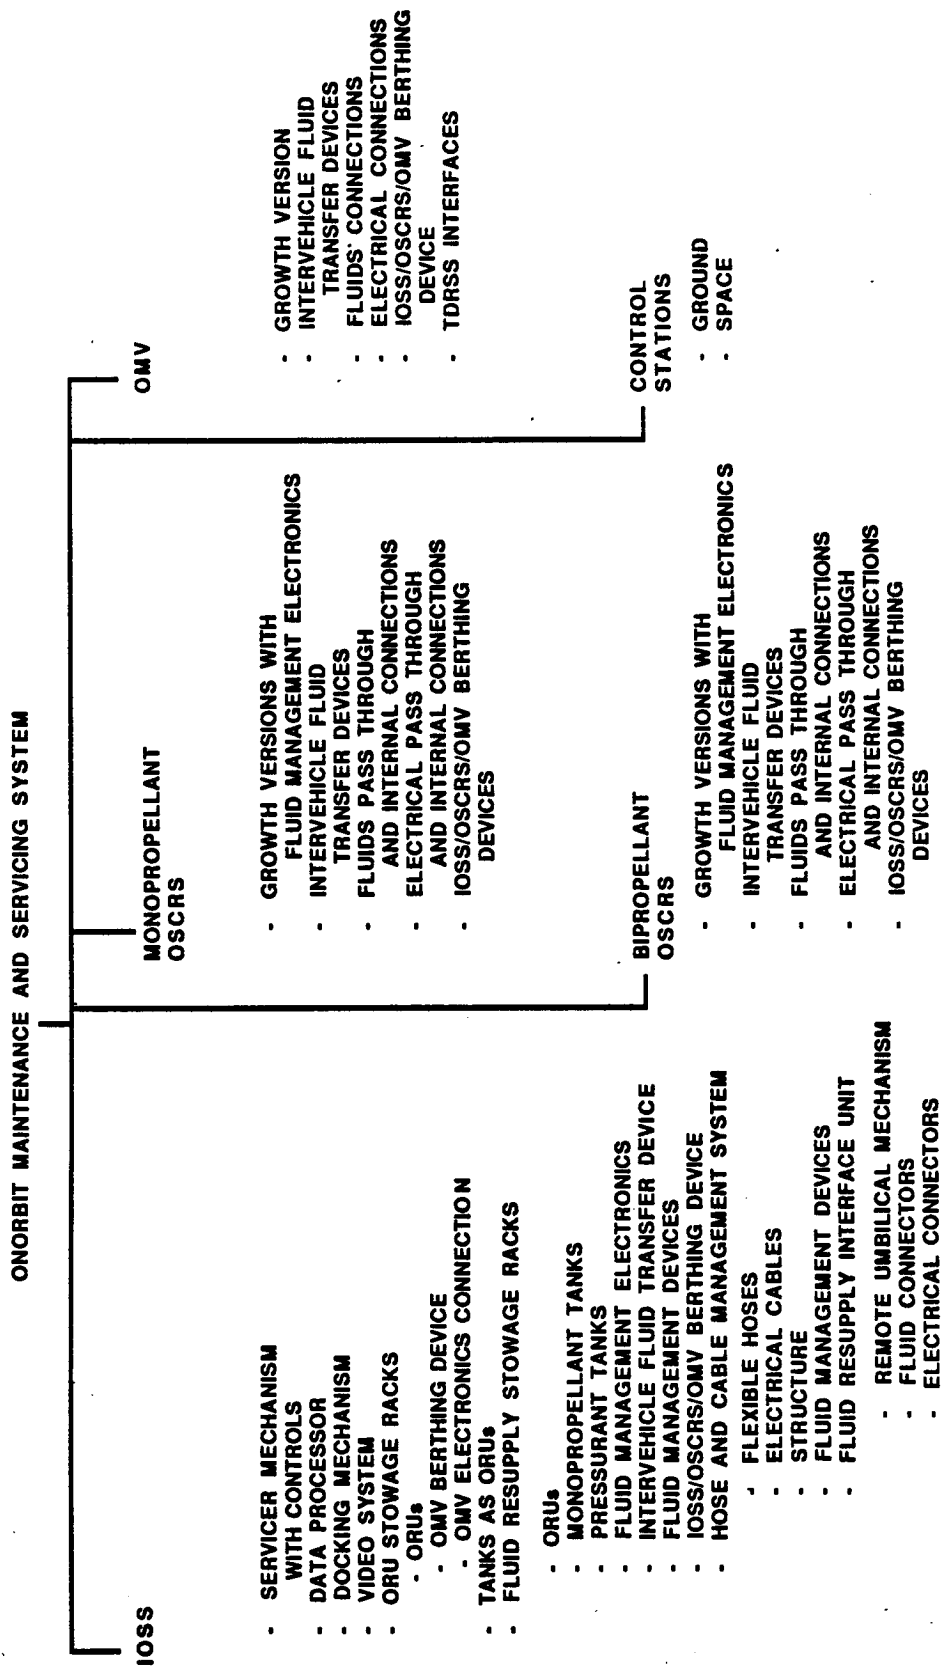 ONORBIT MAINTENANCE AND SERVICING SYSTEM
IOSS
- SERVICER MECHANISM
WITH CONTROLS
- DATA PROCESSOR
- DOCKING MECHANISM
- VIDEO SYSTEM
- ORU STOWAGE RACKS
- ORUs
- OMV BERTHING DEVICE
- OMV ELECTRONICS CONNECTION
- TANKS AS ORUs
- FLUID RESUPPLY STOWAGE RACKS
- ORUs
- MONOPROPELLANT TANKS
- PRESSURANT TANKS
- FLUID MANAGEMENT ELECTRONICS
- INTERVEHICLE FLUID TRANSFER DEVICE
- FLUID MANAGEMENT DEVICES
- IOSS/OSCRS/OMV BERTHING DEVICE
- HOSE AND CABLE MANAGEMENT SYSTEM
- FLEXIBLE HOSES
- ELECTRICAL CABLES
- STRUCTURE
- FLUID MANAGEMENT DEVICES
- FLUID RESUPPLY INTERFACE UNIT
- REMOTE UMBILICAL MECHANISM
- FLUID CONNECTORS
- ELECTRICAL CONNECTORS
MONOPROPELLANT
OSCRS
- GROWTH VERSIONS WITH
FLUID MANAGEMENT ELECTRONICS
- INTERVEHICLE FLUID
TRANSFER DEVICES
- FLUIDS PASS THROUGH
AND INTERNAL CONNECTIONS
- ELECTRICAL PASS THROUGH
AND INTERNAL CONNECTIONS
- IOSS/OSCRS/OMV BERTHING
DEVICES
BIPROPELLANT
OSCRS
- GROWTH VERSIONS WITH
FLUID MANAGEMENT ELECTRONICS
- INTERVEHICLE FLUID
TRANSFER DEVICES
- FLUIDS PASS THROUGH
AND INTERNAL CONNECTIONS
- ELECTRICAL PASS THROUGH
AND INTERNAL CONNECTIONS
- IOSS/OSCRS/OMV BERTHING
DEVICES
OMV
- GROWTH VERSION
- INTERVEHICLE FLUID
TRANSFER DEVICES
- FLUIDS' CONNECTIONS
- ELECTRICAL CONNECTIONS
- IOSS/OSCRS/OMV BERTHING
DEVICE
- TDRSS INTERFACES
CONTROL
STATIONS
- GROUND
- SPACE